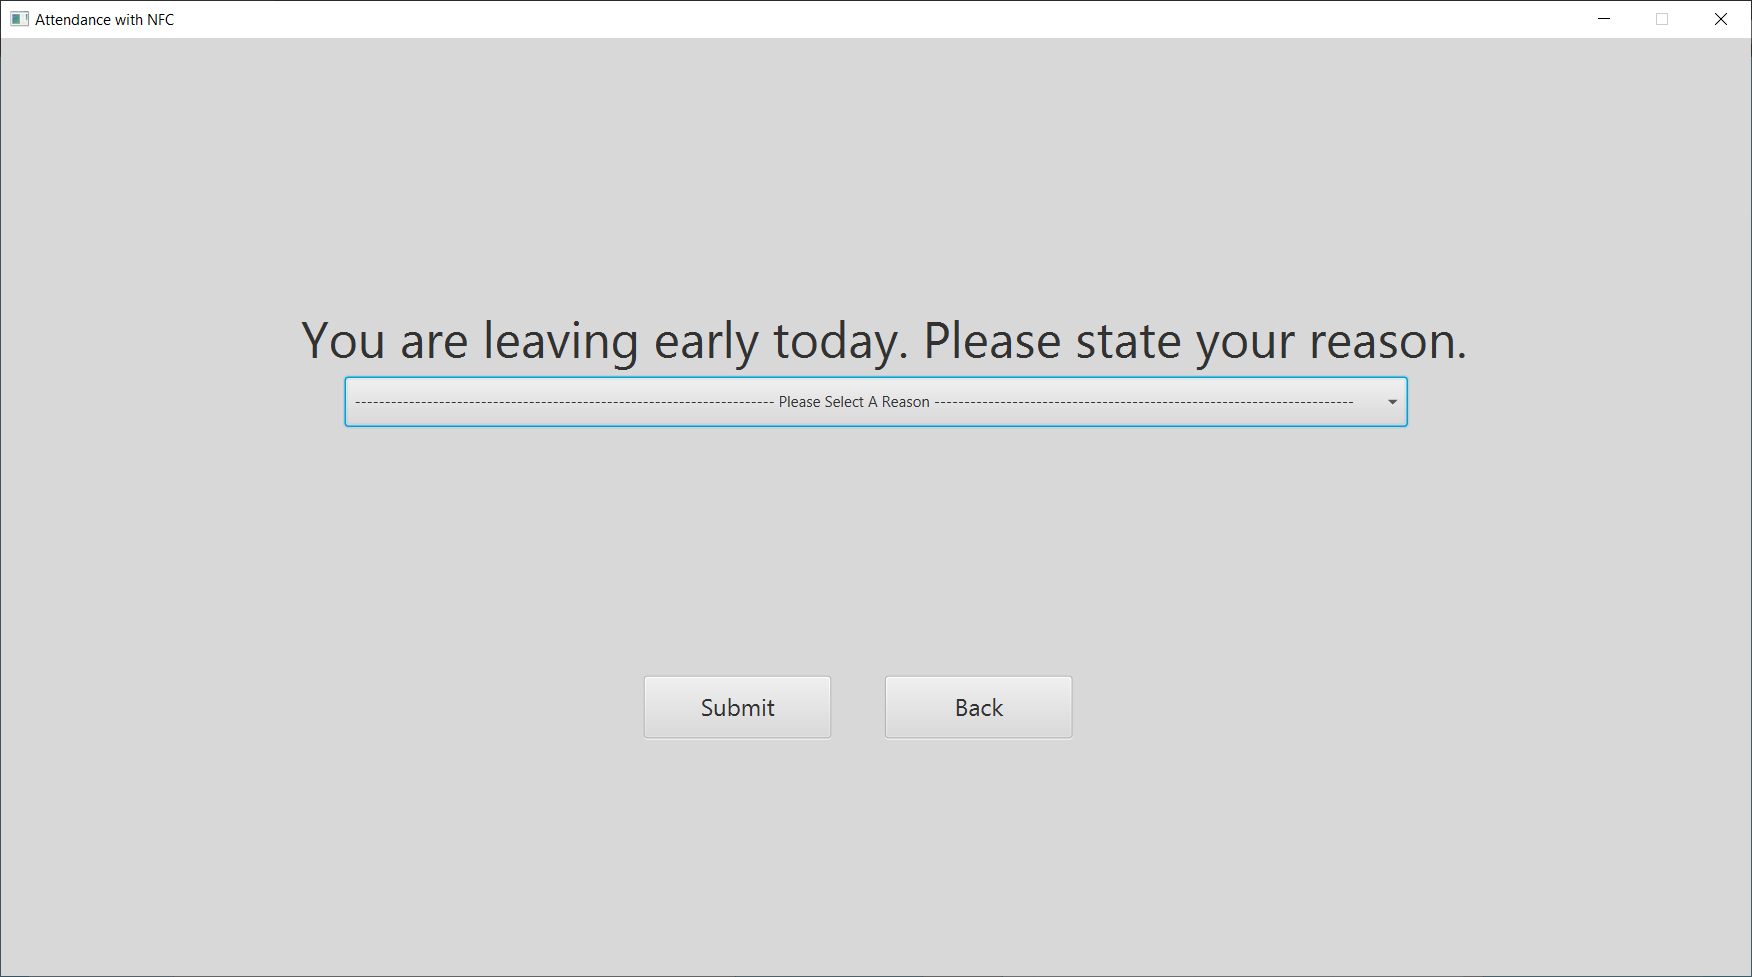 Attendance with NFC
You are leaving early today. Please state your reason.
---------------------------------------------------------------------- Please Select A Reason ----------------------------------------------------------------------
Submit Back